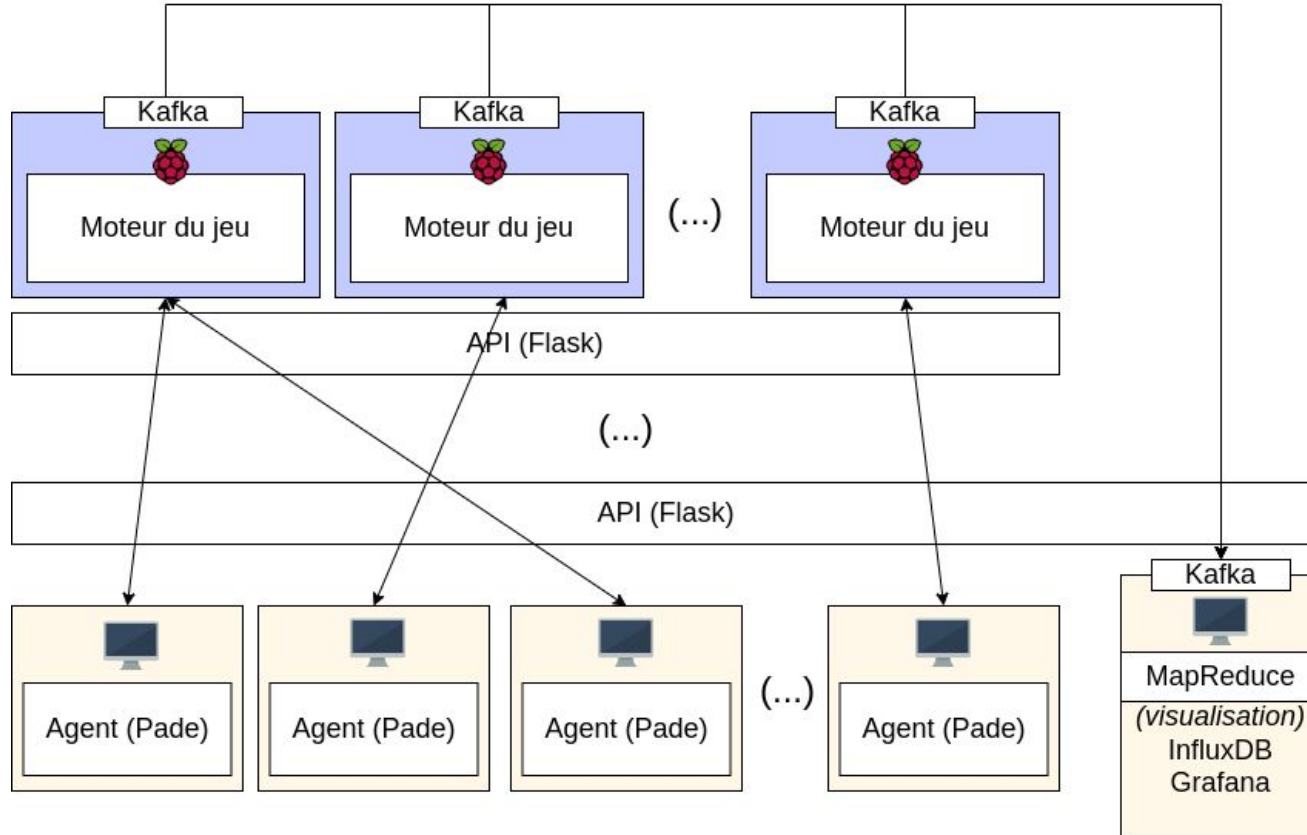 Kafka
Kafka
Kafka
Moteur du jeu
Moteur du jeu
(...)
Moteur du jeu
API (Flask)
(...)
API (Flask)
Kafka
MapReduce
(visualisation)
InfluxDB
Grafana
Agent (Pade)
Agent (Pade)
Agent (Pade)
(...)
Agent (Pade)